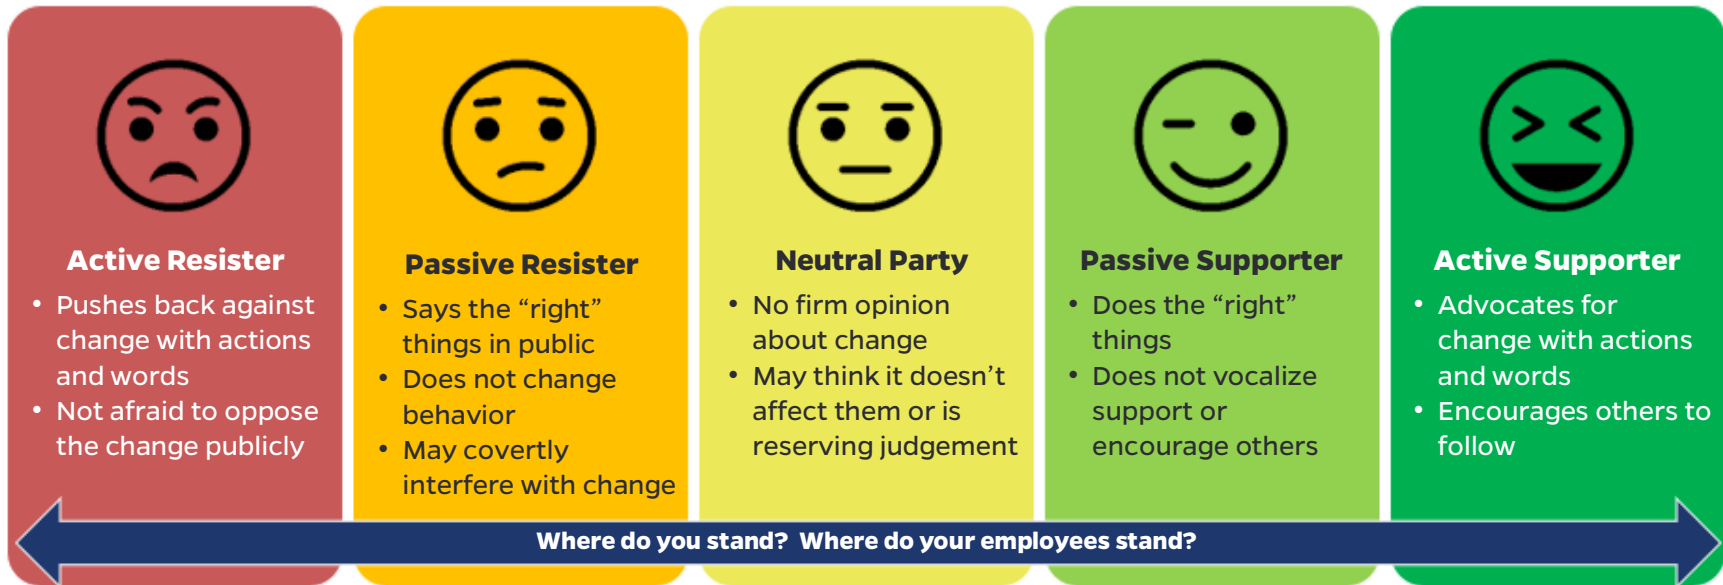 Active Resister
• Pushes back against
change with actions
and words
• Not afraid to oppose
the change publicly
Passive Resister
• Says the “right”
things in public
• Does not change
behavior
• May covertly
interfere with change
Neutral Party
• No firm opinion
about change
• May think it doesn’t
affect them or is
reserving judgement
Passive Supporter
• Does the “right”
things
• Does not vocalize
support or
encourage others
Active Supporter
• Advocates for
change with actions
and words
• Encourages others to
follow
Where do you stand?  Where do your employees stand?